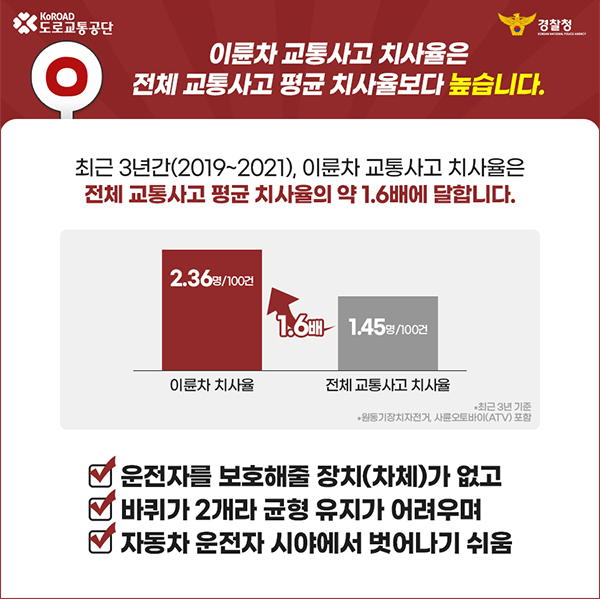 KoROAD
도로교통공단
경찰청
KOREAN NATIONAL POLICE AGENCY
이륜차 교통사고 치사율은
전체 교통사고 평균 치사율보다 높습니다.
최근 3년간(2019~2021), 이륜차 교통사고 치사율은
전체 교통사고 평균 치사율의 약 1.6배에 달합니다.
2.36명/100건
1.6배
1.45명/100건
이륜차 치사율
전체 교통사고 치사율
*최근 3년 기준
*원동기장치자전거, 사륜오토바이(ATV) 포함
운전자를 보호해줄 장치(차체)가 없고
바퀴가 2개라 균형 유지가 어려우며
자동차 운전자 시야에서 벗어나기 쉬움